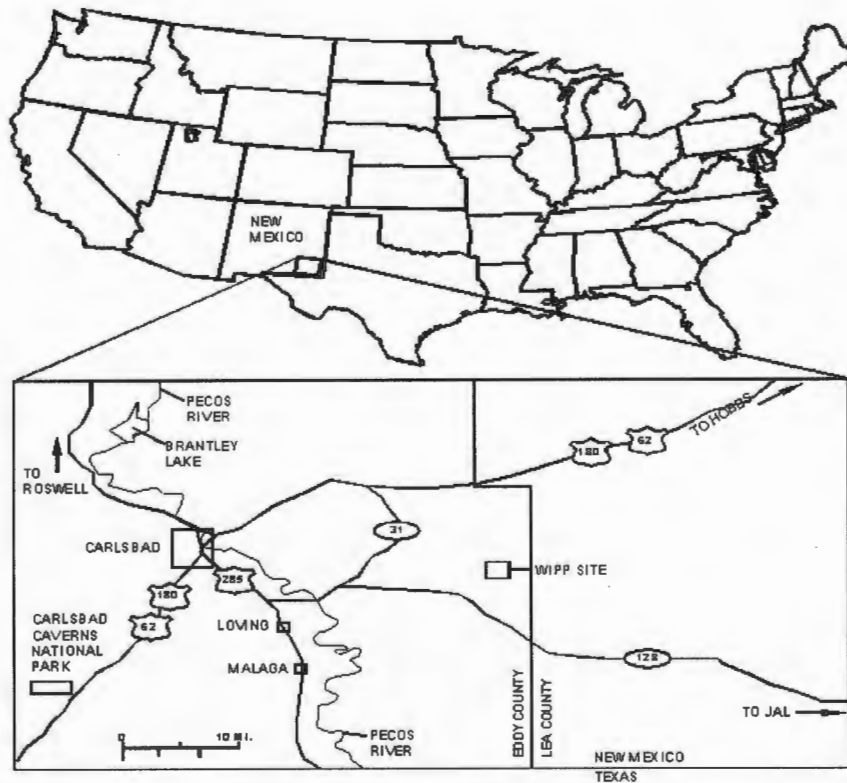 NEW
MEXICO
PECOS
RIVER
BRANTLEY
LAKE
TO HOBBS
62
180
TO
ROSWELL
31
CARLSBAD
WIPP SITE
285
180
62
CARLSBAD
CAVERNS
NATIONAL
PARK
LOVING
MALAGA
128
0
10 MI.
PECOS
RIVER
EDDY COUNTY
LEA COUNTY
TO JAL
NEW MEXICO
TEXAS